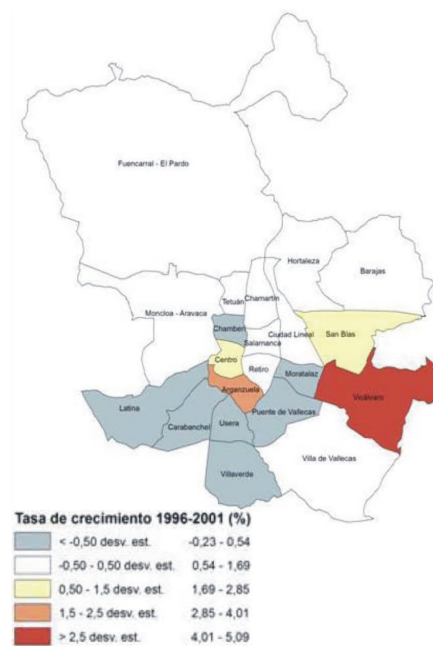 Fuencarral - El Pardo
Hortaleza
Barajas
Tetuán
Chamartín
Moncloa - Aravaca
Chamberí
Ciudad Lineal
San Blas
Salamanca
Centro
Retiro
Moratalaz
Arganzuela
Vicálvaro
Latina
Puente de Vallecas
Carabanchel
Usera
Villa de Vallecas
Villaverde
Tasa de crecimiento 1996-2001 (%)
< -0,50 desv. est. -0,23 - 0,54
-0,50 - 0,50 desv. est. 0,54 - 1,69
0,50 - 1,5 desv. est. 1,69 - 2,85
1,5 - 2,5 desv. est. 2,85 - 4,01
> 2,5 desv. est. 4,01 - 5,09